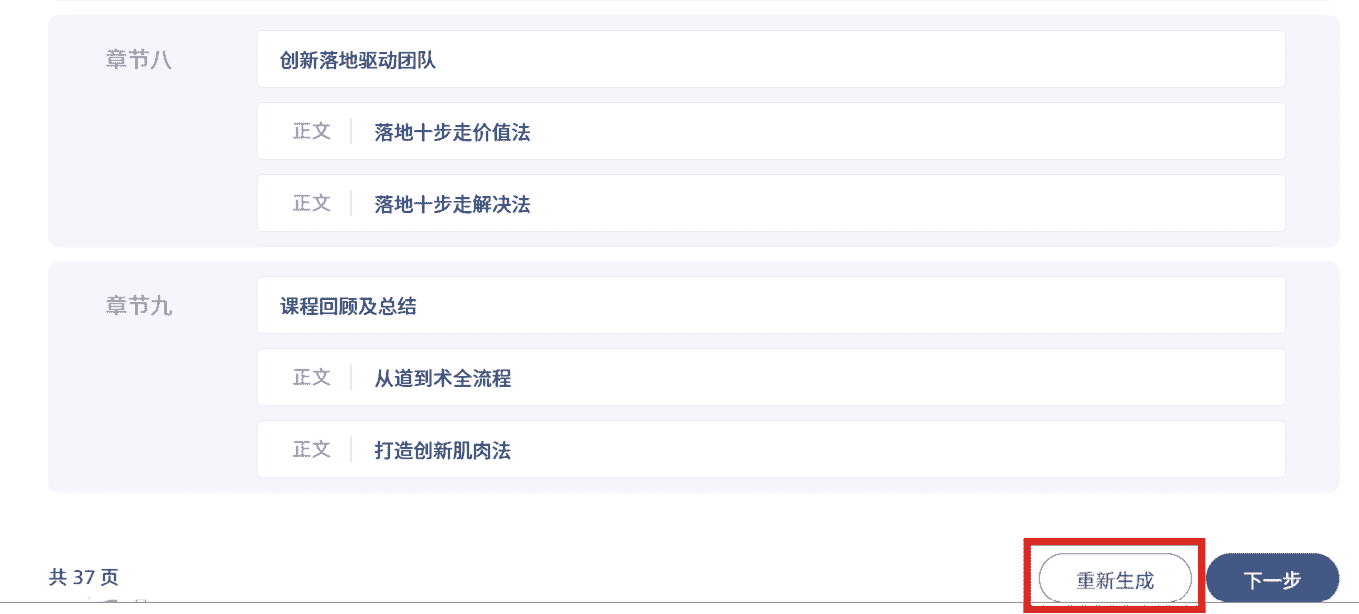 章节八
创新落地驱动团队
正文 落地十步走价值法
正文 落地十步走解决法
章节九
课程回顾及总结
正文 从道到术全流程
正文 打造创新肌肉法
共 37 页
重新生成
下一步